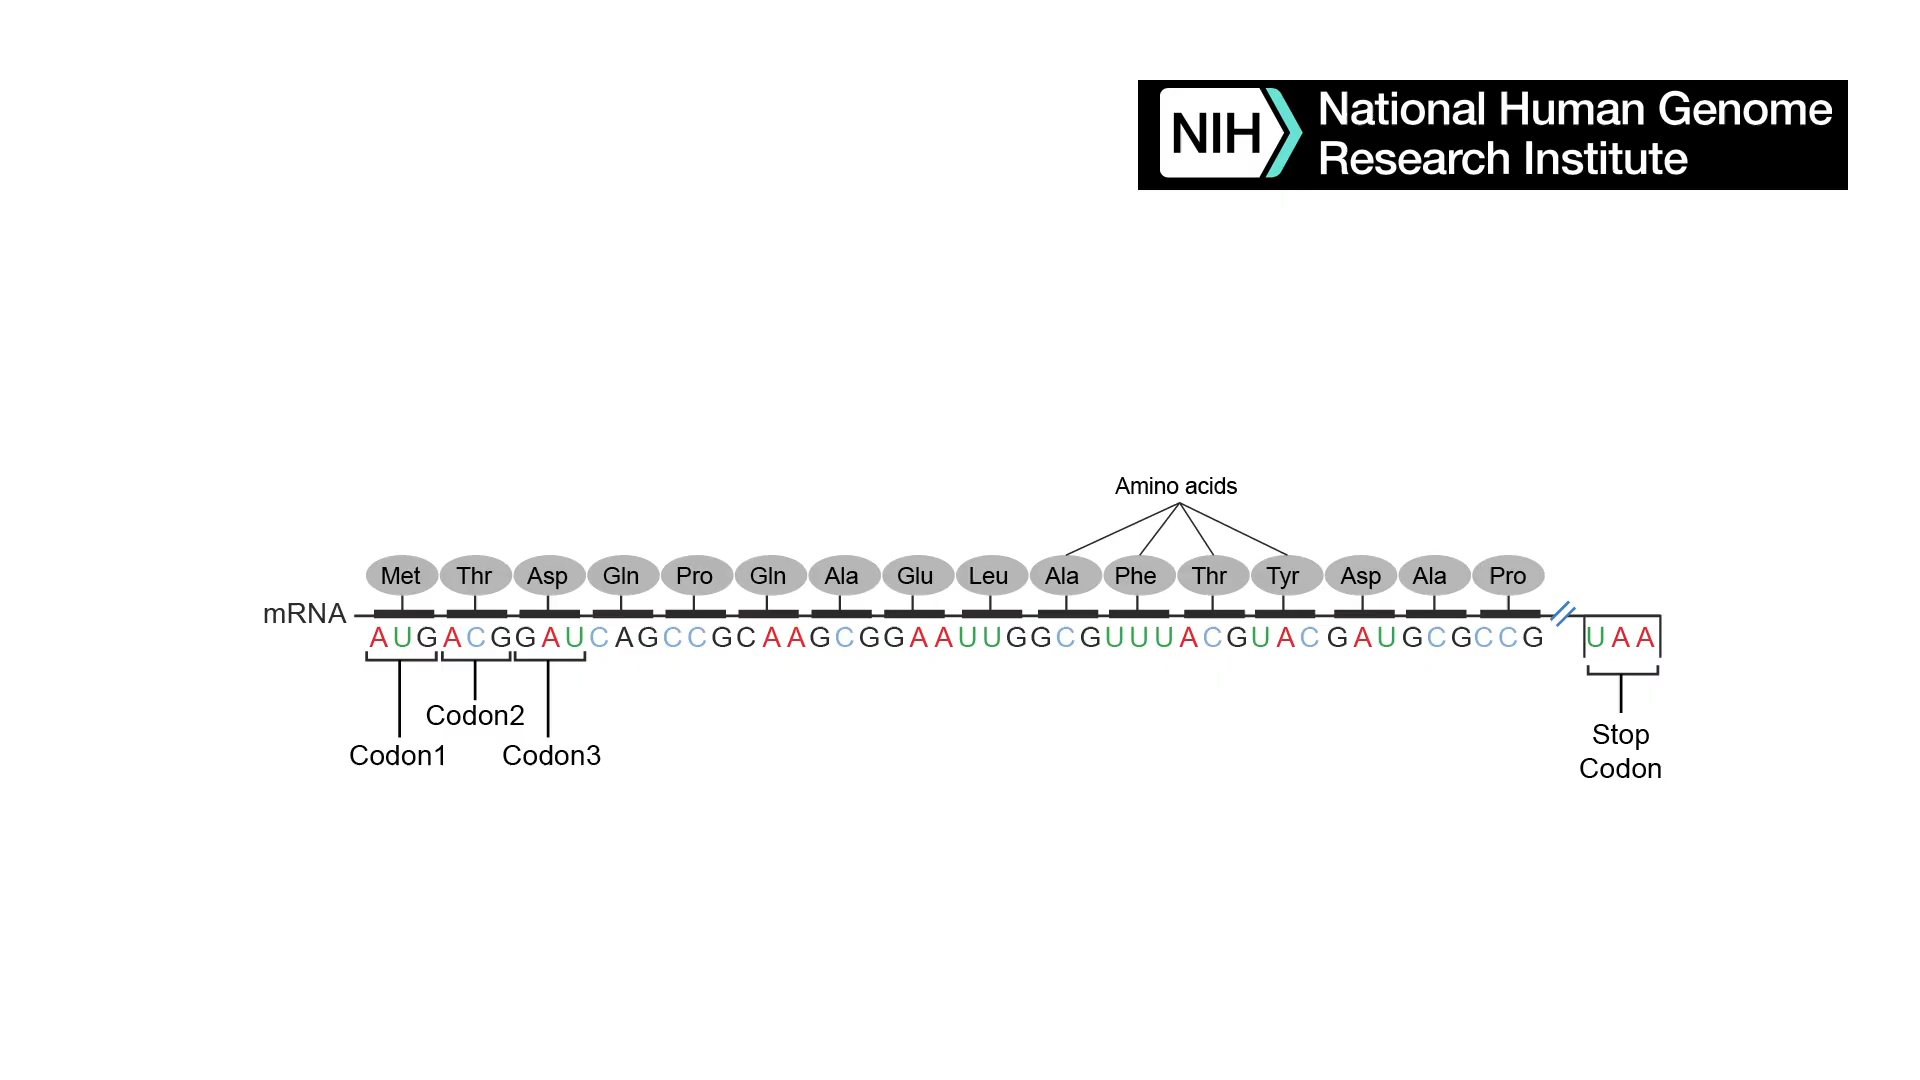 NIH National Human Genome
Research Institute
Amino acids
Met Thr Asp Gln Pro Gln Ala Glu Leu Ala Phe Thr Tyr Asp Ala Pro
mRNA
AUGACGGAUCAGCCGCAAGCGGAAUUGGCGUUUACGUACGAUGCGCCG UAA
Codon2
Codon1 Codon3
Stop
Codon